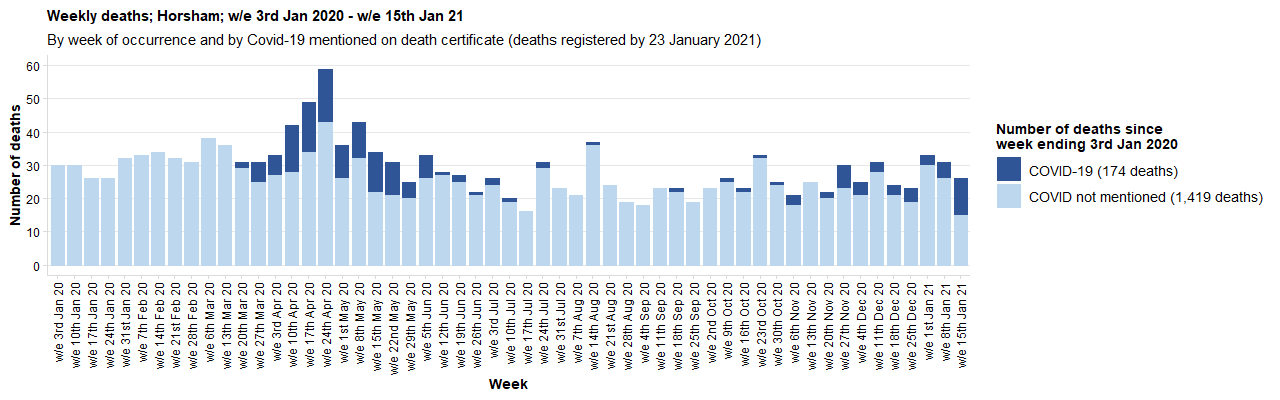 Weekly deaths; Horsham; w/e 3rd Jan 2020 - w/e 15th Jan 21
By week of occurrence and by Covid-19 mentioned on death certificate (deaths registered by 23 January 2021)
Number of deaths
60
50
40
30
20
10
0
w/e 3rd Jan 20
w/e 10th Jan 20
w/e 17th Jan 20
w/e 24th Jan 20
w/e 31st Jan 20
w/e 7th Feb 20
w/e 14th Feb 20
w/e 21st Feb 20
w/e 28th Feb 20
w/e 6th Mar 20
w/e 13th Mar 20
w/e 20th Mar 20
w/e 27th Mar 20
w/e 3rd Apr 20
w/e 10th Apr 20
w/e 17th Apr 20
w/e 24th Apr 20
w/e 1st May 20
w/e 8th May 20
w/e 15th May 20
w/e 22nd May 20
w/e 29th May 20
w/e 5th Jun 20
w/e 12th Jun 20
w/e 19th Jun 20
w/e 26th Jun 20
w/e 3rd Jul 20
w/e 10th Jul 20
w/e 17th Jul 20
w/e 24th Jul 20
w/e 31st Jul 20
w/e 7th Aug 20
w/e 14th Aug 20
w/e 21st Aug 20
w/e 28th Aug 20
w/e 4th Sep 20
w/e 11th Sep 20
w/e 18th Sep 20
w/e 25th Sep 20
w/e 2nd Oct 20
w/e 9th Oct 20
w/e 16th Oct 20
w/e 23rd Oct 20
w/e 30th Oct 20
w/e 6th Nov 20
w/e 13th Nov 20
w/e 20th Nov 20
w/e 27th Nov 20
w/e 4th Dec 20
w/e 11th Dec 20
w/e 18th Dec 20
w/e 25th Dec 20
w/e 1st Jan 21
w/e 8th Jan 21
w/e 15th Jan 21
Week
Number of deaths since
week ending 3rd Jan 2020
COVID-19 (174 deaths)
COVID not mentioned (1,419 deaths)